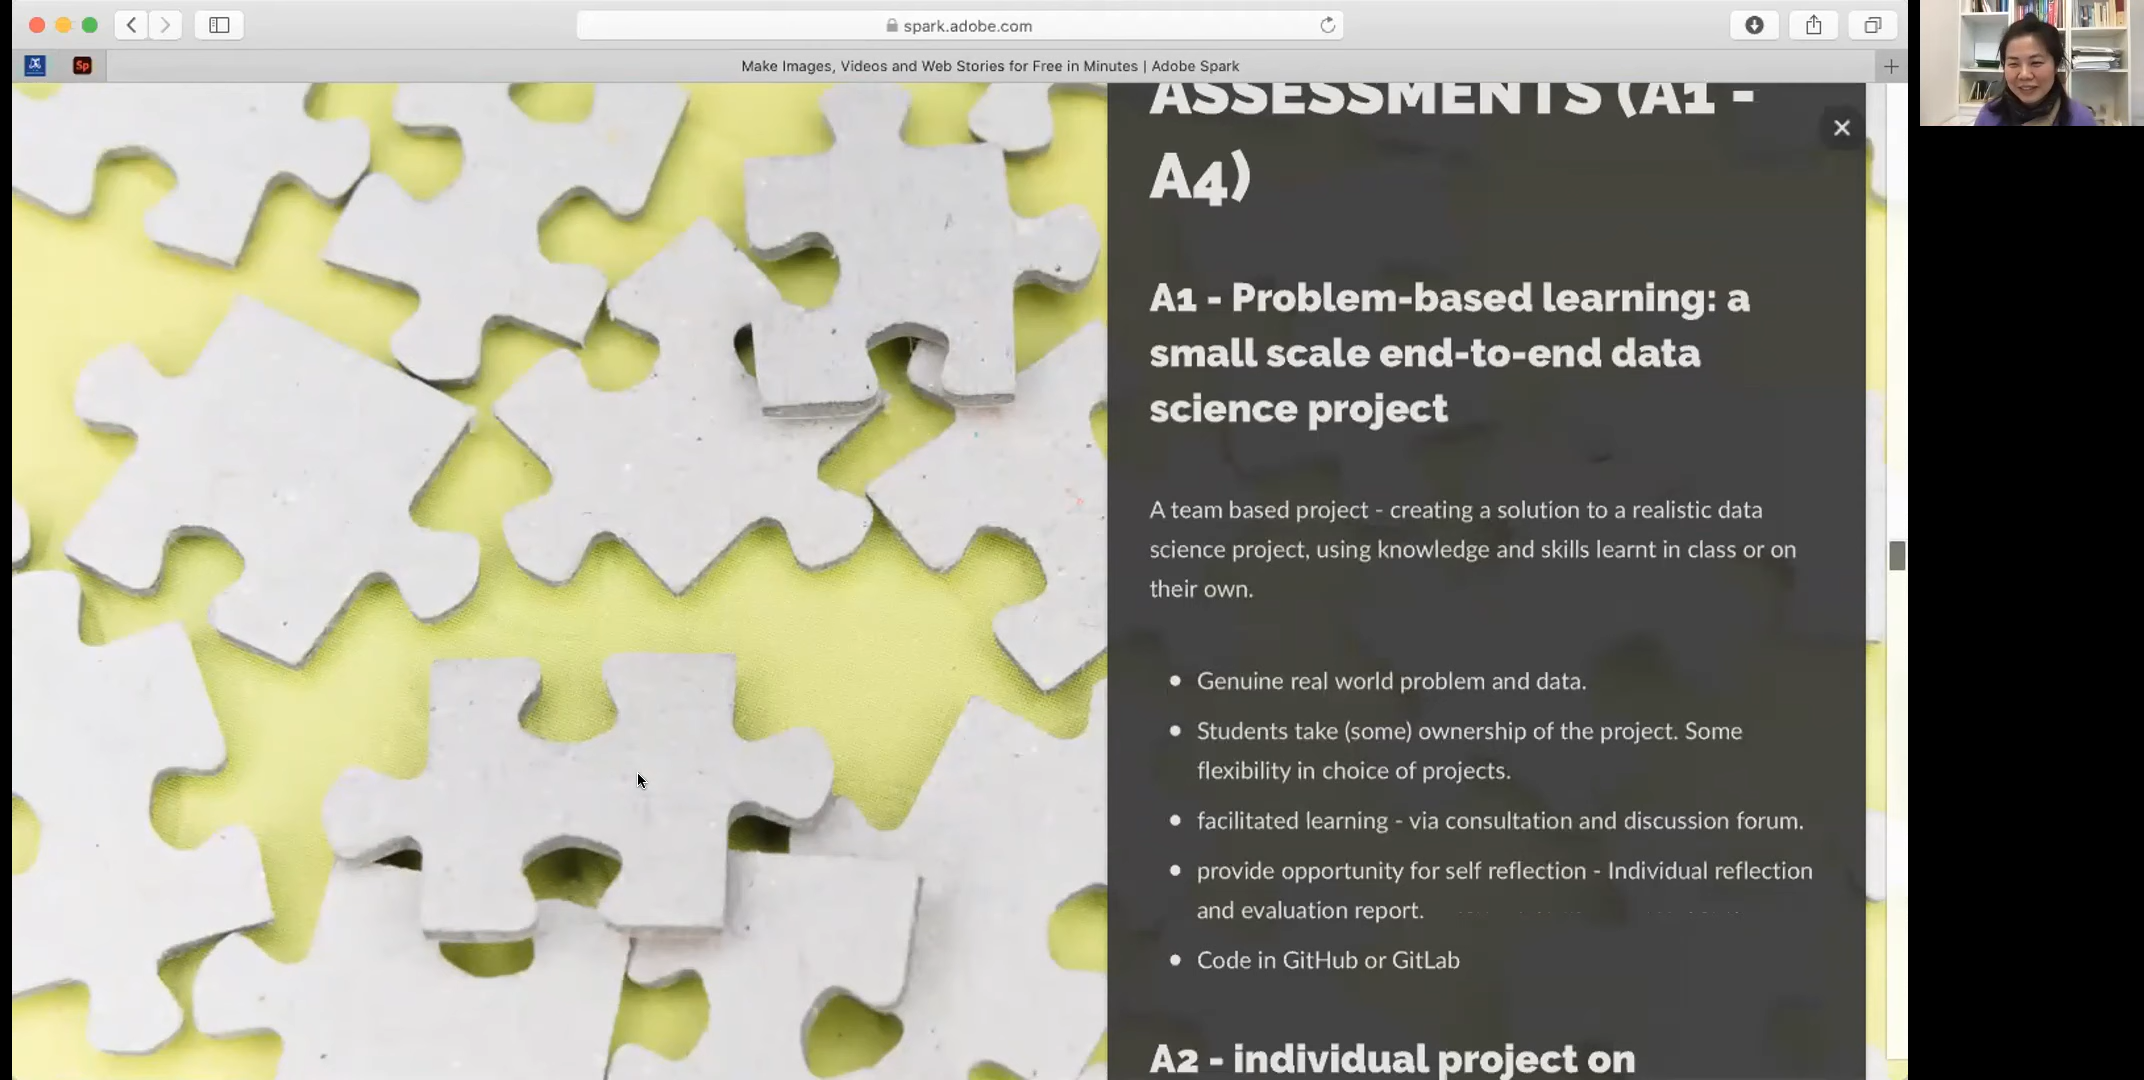 spark.adobe.com
Sp
Make Images, Videos and Web Stories for Free in Minutes | Adobe Spark
ASSESSMENTS (A1 -
A4)
A1 - Problem-based learning: a
small scale end-to-end data
science project
A team based project - creating a solution to a realistic data
science project, using knowledge and skills learnt in class or on
their own.
Genuine real world problem and data.
Students take (some) ownership of the project. Some
flexibility in choice of projects.
facilitated learning - via consultation and discussion forum.
provide opportunity for self reflection - Individual reflection
and evaluation report.
Code in GitHub or GitLab
A2 - individual project on